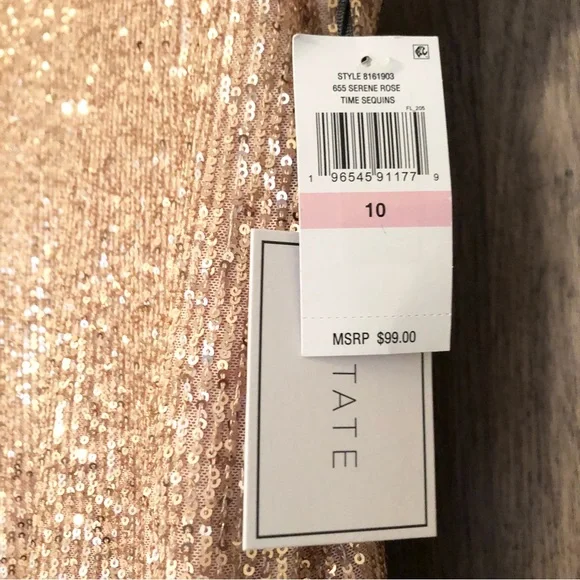 STYLE 8161903
655 SERENE ROSE
TIME SEQUINS
FL_205
1 96545 91177 9
10
MSRP $99.00
TATE